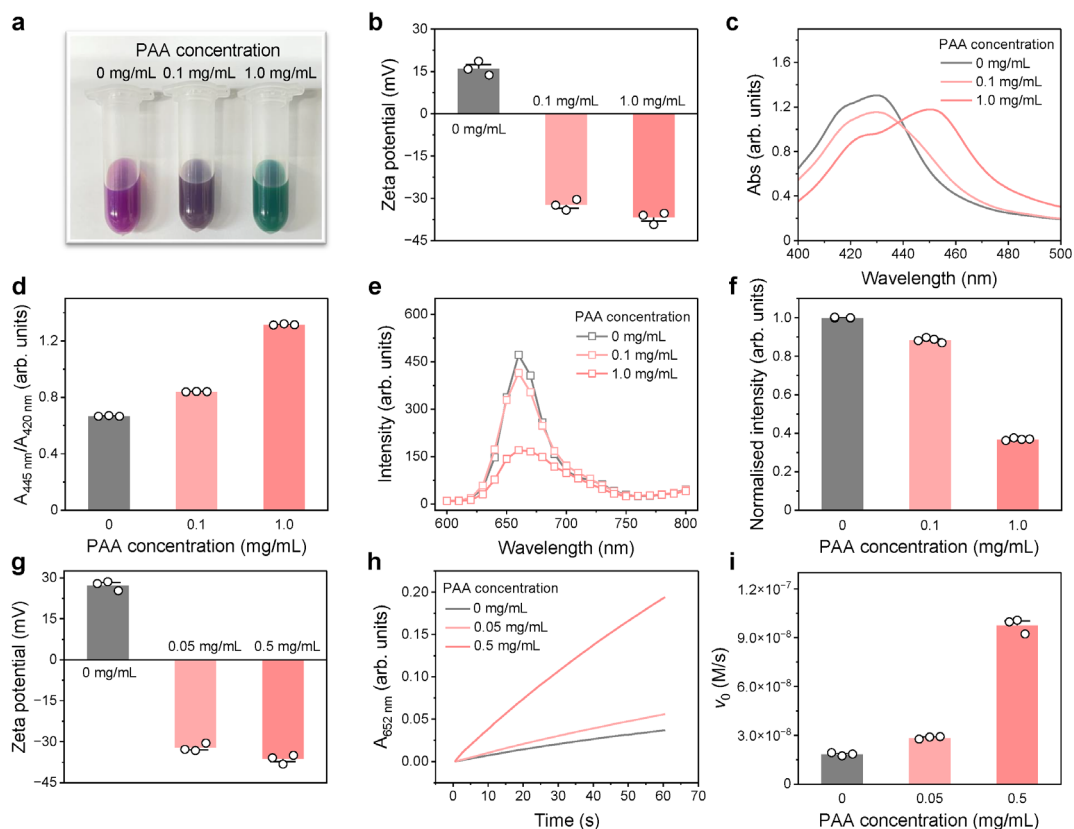 a
PAA concentration
0 mg/mL 0.1 mg/mL 1.0 mg/mL
b
Zeta potential (mV)
30
15
0
−15
−30
−45
0 mg/mL
0.1 mg/mL
1.0 mg/mL
c
Abs (arb. units)
1.6
1.2
0.8
0.4
0
400 420 440 460 480 500
Wavelength (nm)
PAA concentration
0 mg/mL
0.1 mg/mL
1.0 mg/mL
d
A445 nm/A420 nm (arb. units)
1.2
0.8
0.4
0
0 0.1 1.0
PAA concentration (mg/mL)
e
Intensity (arb. units)
600
450
300
150
0
600 650 700 750 800
Wavelength (nm)
PAA concentration
0 mg/mL
0.1 mg/mL
1.0 mg/mL
f
Normalised intensity (arb. units)
1.0
0.8
0.6
0.4
0.2
0
0 0.1 1.0
PAA concentration (mg/mL)
g
Zeta potential (mV)
30
15
0
−15
−30
−45
0 mg/mL
0.05 mg/mL
0.5 mg/mL
h
A652 nm (arb. units)
0.20
0.15
0.10
0.05
0.00
0 10 20 30 40 50 60 70
Time (s)
PAA concentration
0 mg/mL
0.05 mg/mL
0.5 mg/mL
i
v0 (M/s)
1.2×10−7
9.0×10−8
6.0×10−8
3.0×10−8
0
0 0.05 0.5
PAA concentration (mg/mL)